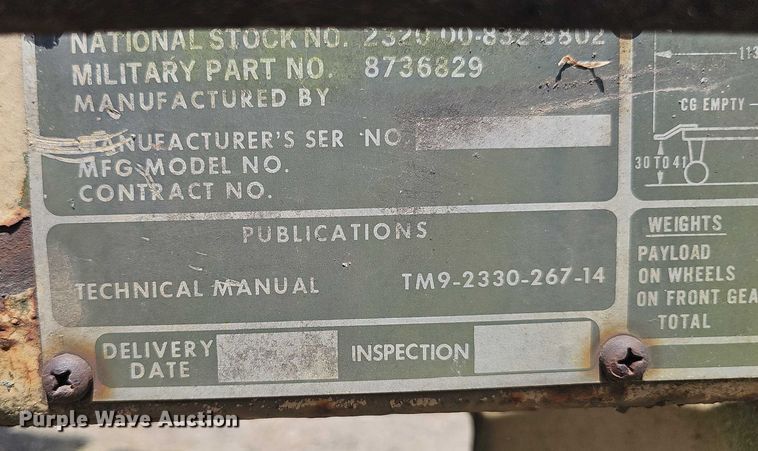 NATIONAL STOCK NO. 2320 00-832-8802
MILITARY PART NO. 8736829
MANUFACTURED BY
MANUFACTURER'S SER NO
MFG MODEL NO.
CONTRACT NO.
PUBLICATIONS
TECHNICAL MANUAL TM9-2330-267-14
DELIVERY DATE
INSPECTION
113
CG EMPTY
30 TO 41
WEIGHTS
PAYLOAD
ON WHEELS
ON FRONT GEA
TOTAL
Purple Wave Auction